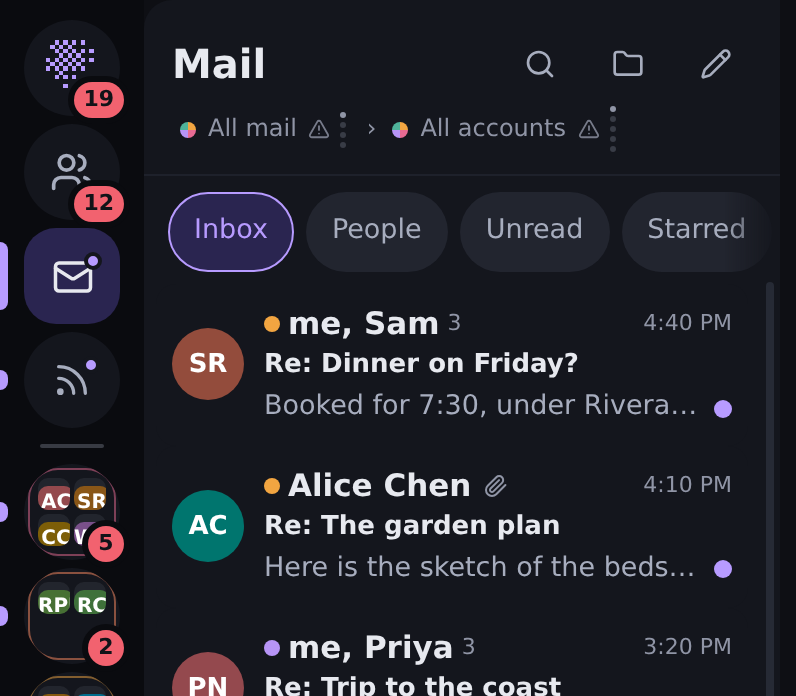 19
12
5
2
AC SR
CC
RP RC
Mail
All mail › All accounts
Inbox People Unread Starred
SR
me, Sam 3 4:40 PM
Re: Dinner on Friday?
Booked for 7:30, under Rivera...
AC
Alice Chen 4:10 PM
Re: The garden plan
Here is the sketch of the beds...
PN
me, Priya 3 3:20 PM
Re: Trip to the coast